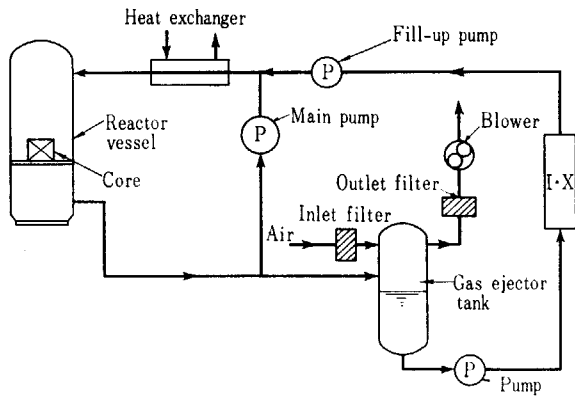 Heat exchanger
Fill-up pump
P
Reactor
vessel
P
Main pump
Blower
Core
Outlet filter
I·X
Inlet filter
Air
Gas ejector
tank
P
Pump